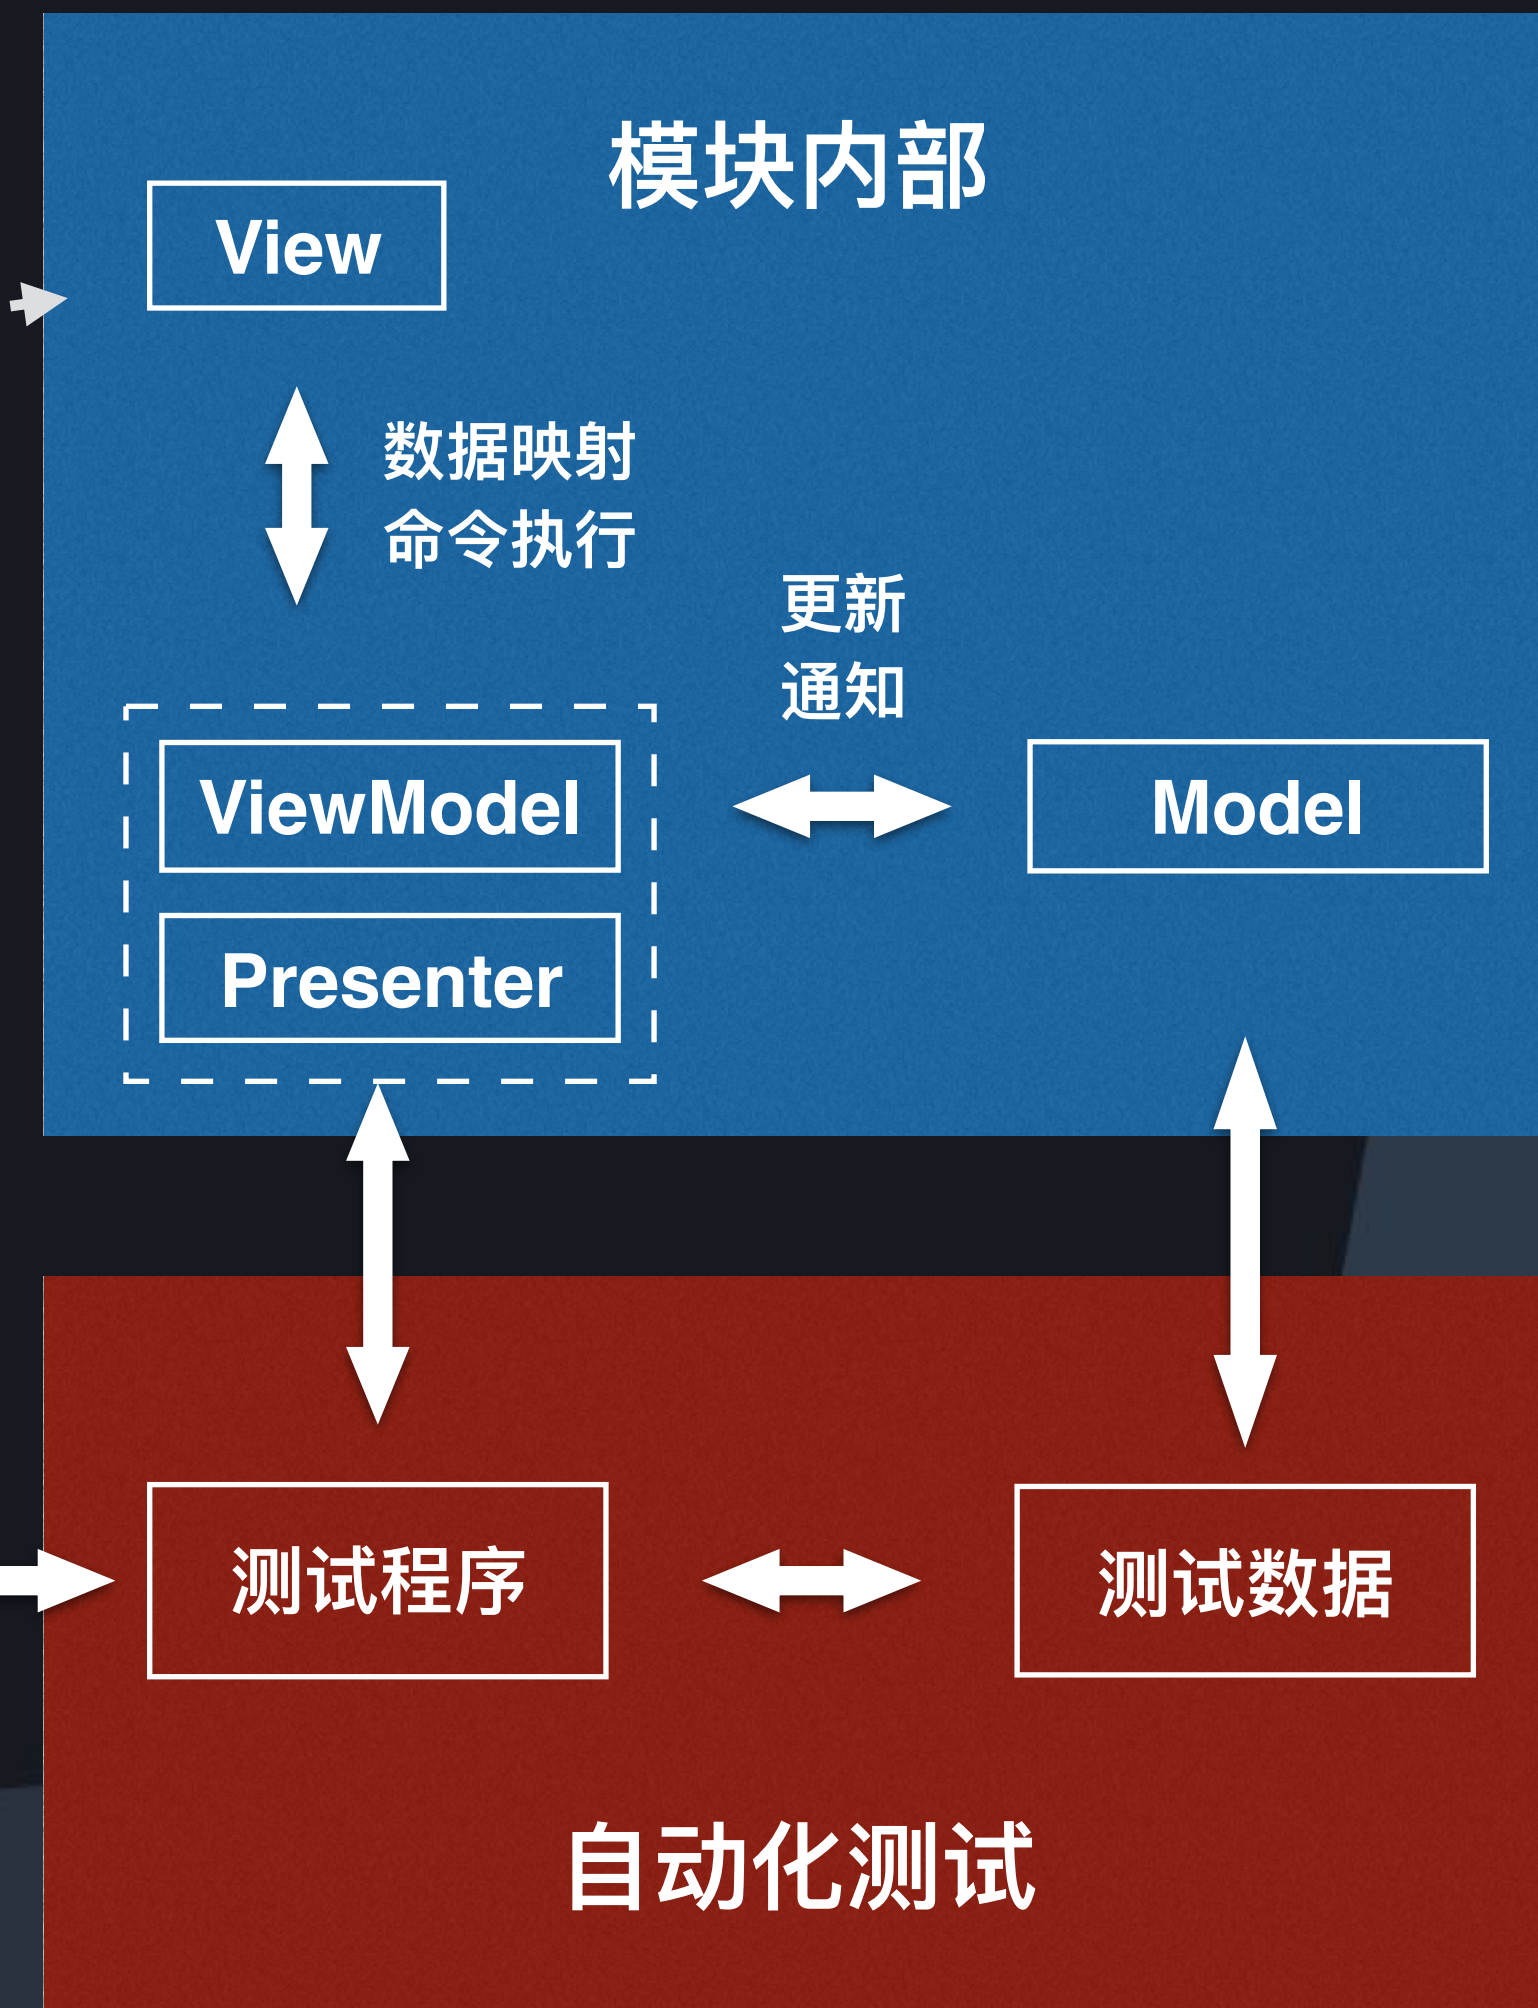 模块内部
View
数据映射
命令执行
更新
通知
ViewModel
Model
Presenter
测试程序
测试数据
自动化测试